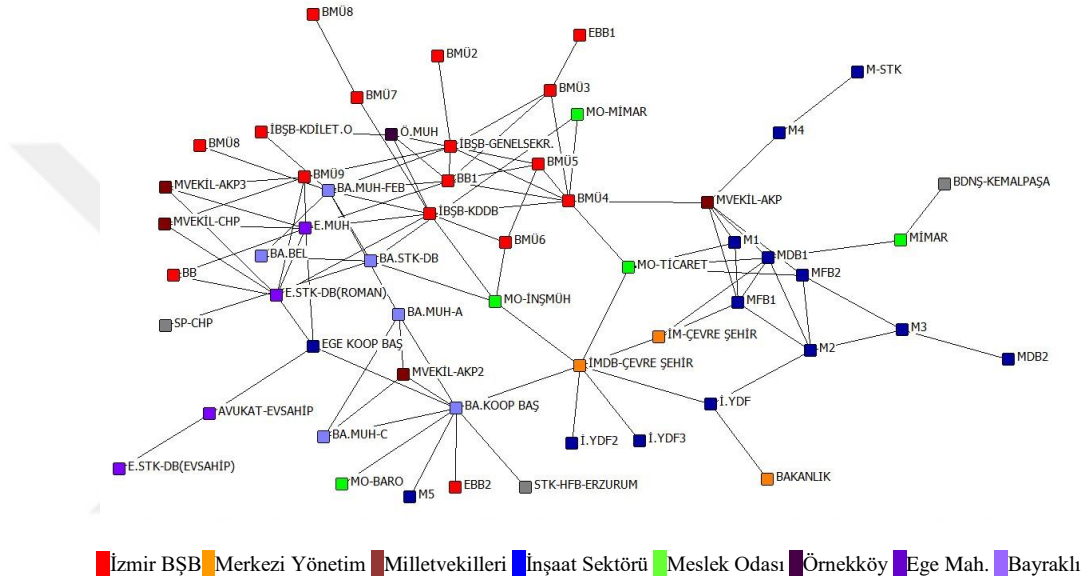 BMÜ8
EBB1
BMÜ2
M-STK
BMÜ3
BMÜ7
MO-MİMAR
İBŞB-KDİLET.O
Ö.MUH
M4
BMÜ8
İBŞB-GENELSEKR.
BMÜ5
BMÜ9
BB1
MVEKİL-AKP3
BA.MUH-FEB
BDNŞ-KEMALPAŞA
BMÜ4
MVEKİL-AKP
İBŞB-KDDB
MVEKİL-CHP
E.MUH
BMÜ6
M1
MİMAR
BA.BEL
BA.STK-DB
MDB1
MO-TİCARET
BB
MFB2
E.STK-DB(ROMAN)
MO-İNŞMÜH
MFB1
BA.MUH-A
SP-CHP
M3
İM-ÇEVRE ŞEHİR
EGE KOOP BAŞ
M2
MDB2
İMDB-ÇEVRE ŞEHİR
MVEKİL-AKP2
İ.YDF
AVUKAT-EVSAHİP
BA.KOOP BAŞ
BA.MUH-C
İ.YDF2
İ.YDF3
E.STK-DB(EVSAHİP)
BAKANLIK
MO-BARO
EBB2
STK-HFB-ERZURUM
M5
İzmir BŞB Merkezi Yönetim Milletvekilleri İnşaat Sektörü Meslek Odası Örnekköy Ege Mah. Bayraklı